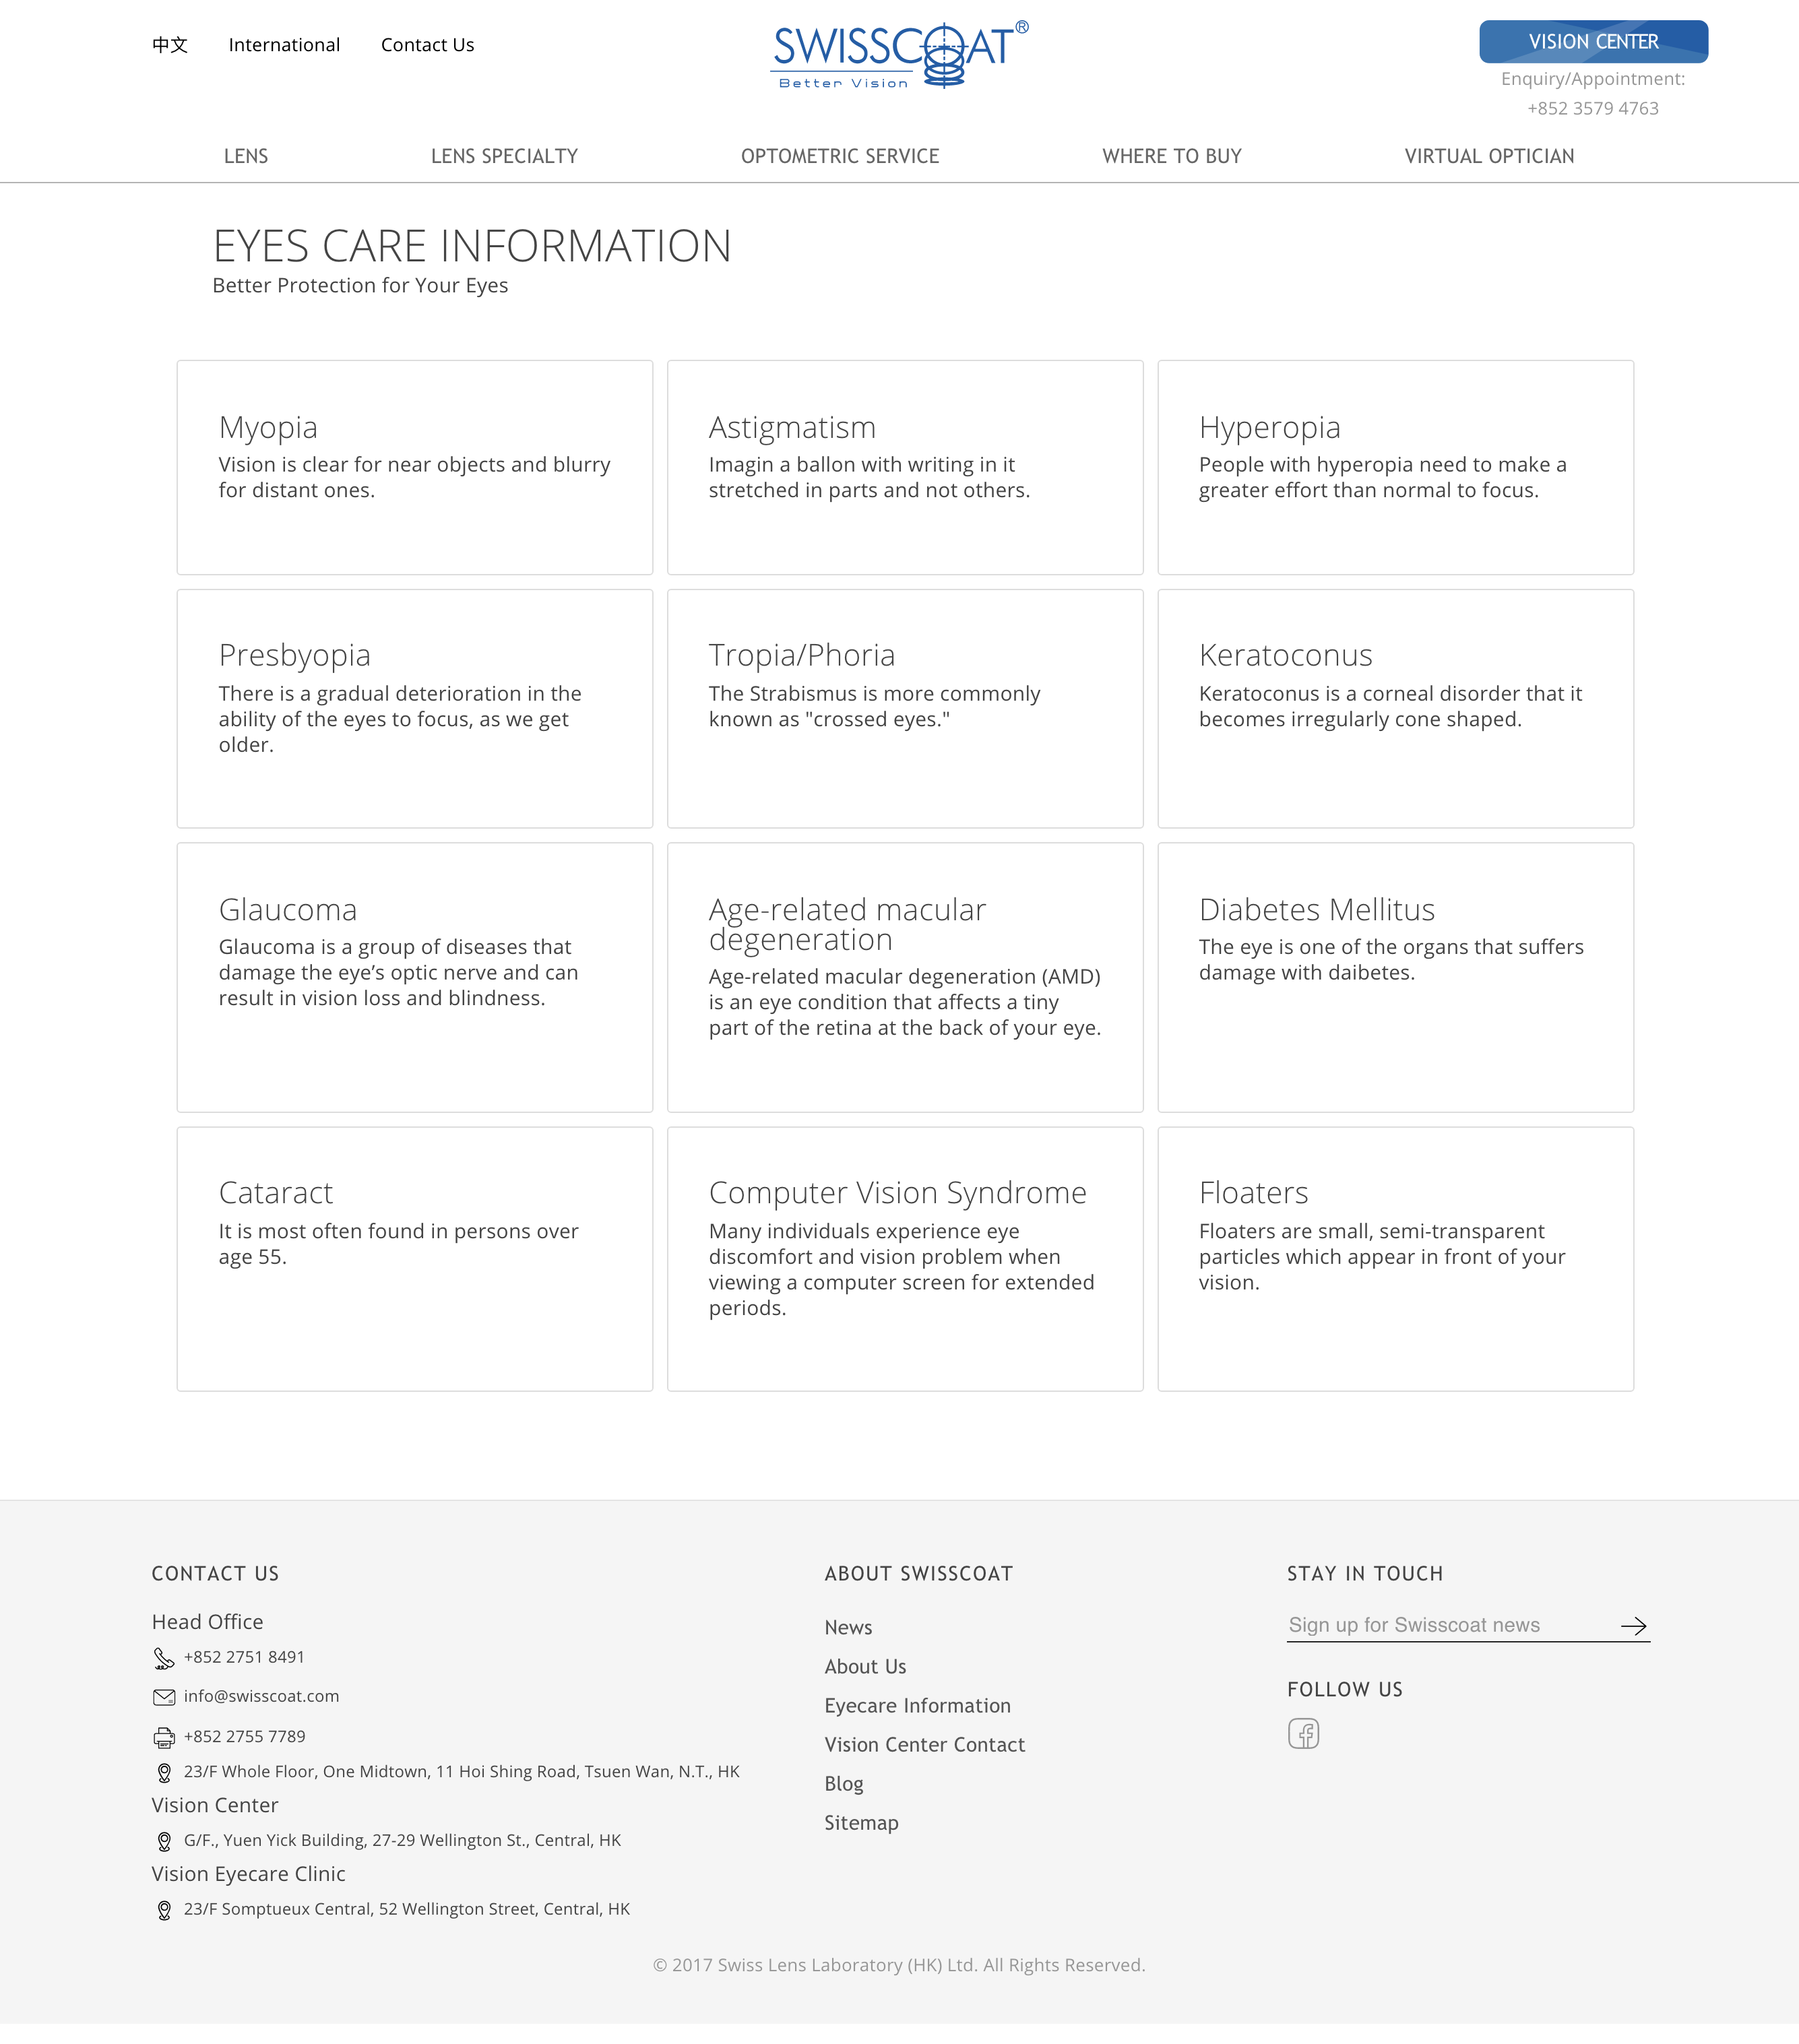 中文
International
Contact Us
SWISSCOAT®
Better Vision
VISION CENTER
Enquiry/Appointment:
+852 3579 4763
LENS
LENS SPECIALTY
OPTOMETRIC SERVICE
WHERE TO BUY
VIRTUAL OPTICIAN
EYES CARE INFORMATION
Better Protection for Your Eyes
Myopia
Vision is clear for near objects and blurry
for distant ones.
Astigmatism
Imagin a ballon with writing in it
stretched in parts and not others.
Hyperopia
People with hyperopia need to make a
greater effort than normal to focus.
Presbyopia
There is a gradual deterioration in the
ability of the eyes to focus, as we get
older.
Tropia/Phoria
The Strabismus is more commonly
known as "crossed eyes."
Keratoconus
Keratoconus is a corneal disorder that it
becomes irregularly cone shaped.
Glaucoma
Glaucoma is a group of diseases that
damage the eye’s optic nerve and can
result in vision loss and blindness.
Age-related macular
degeneration
Age-related macular degeneration (AMD)
is an eye condition that affects a tiny
part of the retina at the back of your eye.
Diabetes Mellitus
The eye is one of the organs that suffers
damage with daibetes.
Cataract
It is most often found in persons over
age 55.
Computer Vision Syndrome
Many individuals experience eye
discomfort and vision problem when
viewing a computer screen for extended
periods.
Floaters
Floaters are small, semi-transparent
particles which appear in front of your
vision.
CONTACT US
Head Office
+852 2751 8491
info@swisscoat.com
+852 2755 7789
23/F Whole Floor, One Midtown, 11 Hoi Shing Road, Tsuen Wan, N.T., HK
Vision Center
G/F., Yuen Yick Building, 27-29 Wellington St., Central, HK
Vision Eyecare Clinic
23/F Somptueux Central, 52 Wellington Street, Central, HK
ABOUT SWISSCOAT
News
About Us
Eyecare Information
Vision Center Contact
Blog
Sitemap
STAY IN TOUCH
Sign up for Swisscoat news
FOLLOW US
© 2017 Swiss Lens Laboratory (HK) Ltd. All Rights Reserved.